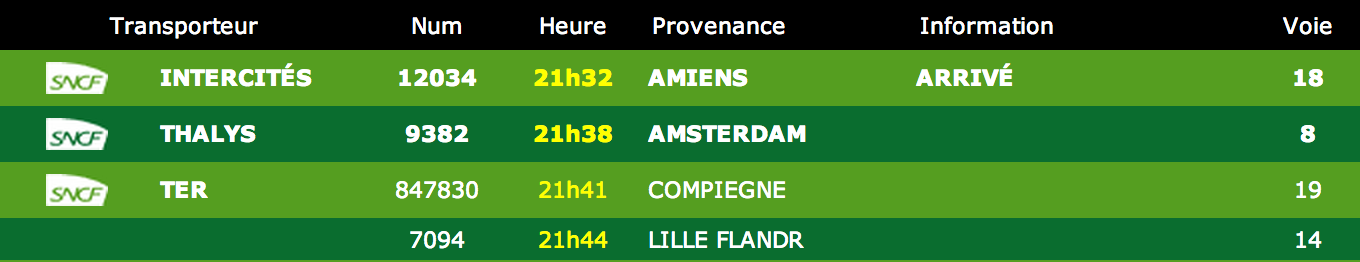 Transporteur Num Heure Provenance Information Voie
SNCF INTERCITÉS 12034 21h32 AMIENS ARRIVÉ 18
SNCF THALYS 9382 21h38 AMSTERDAM 8
SNCF TER 847830 21h41 COMPIEGNE 19
7094 21h44 LILLE FLANDR 14